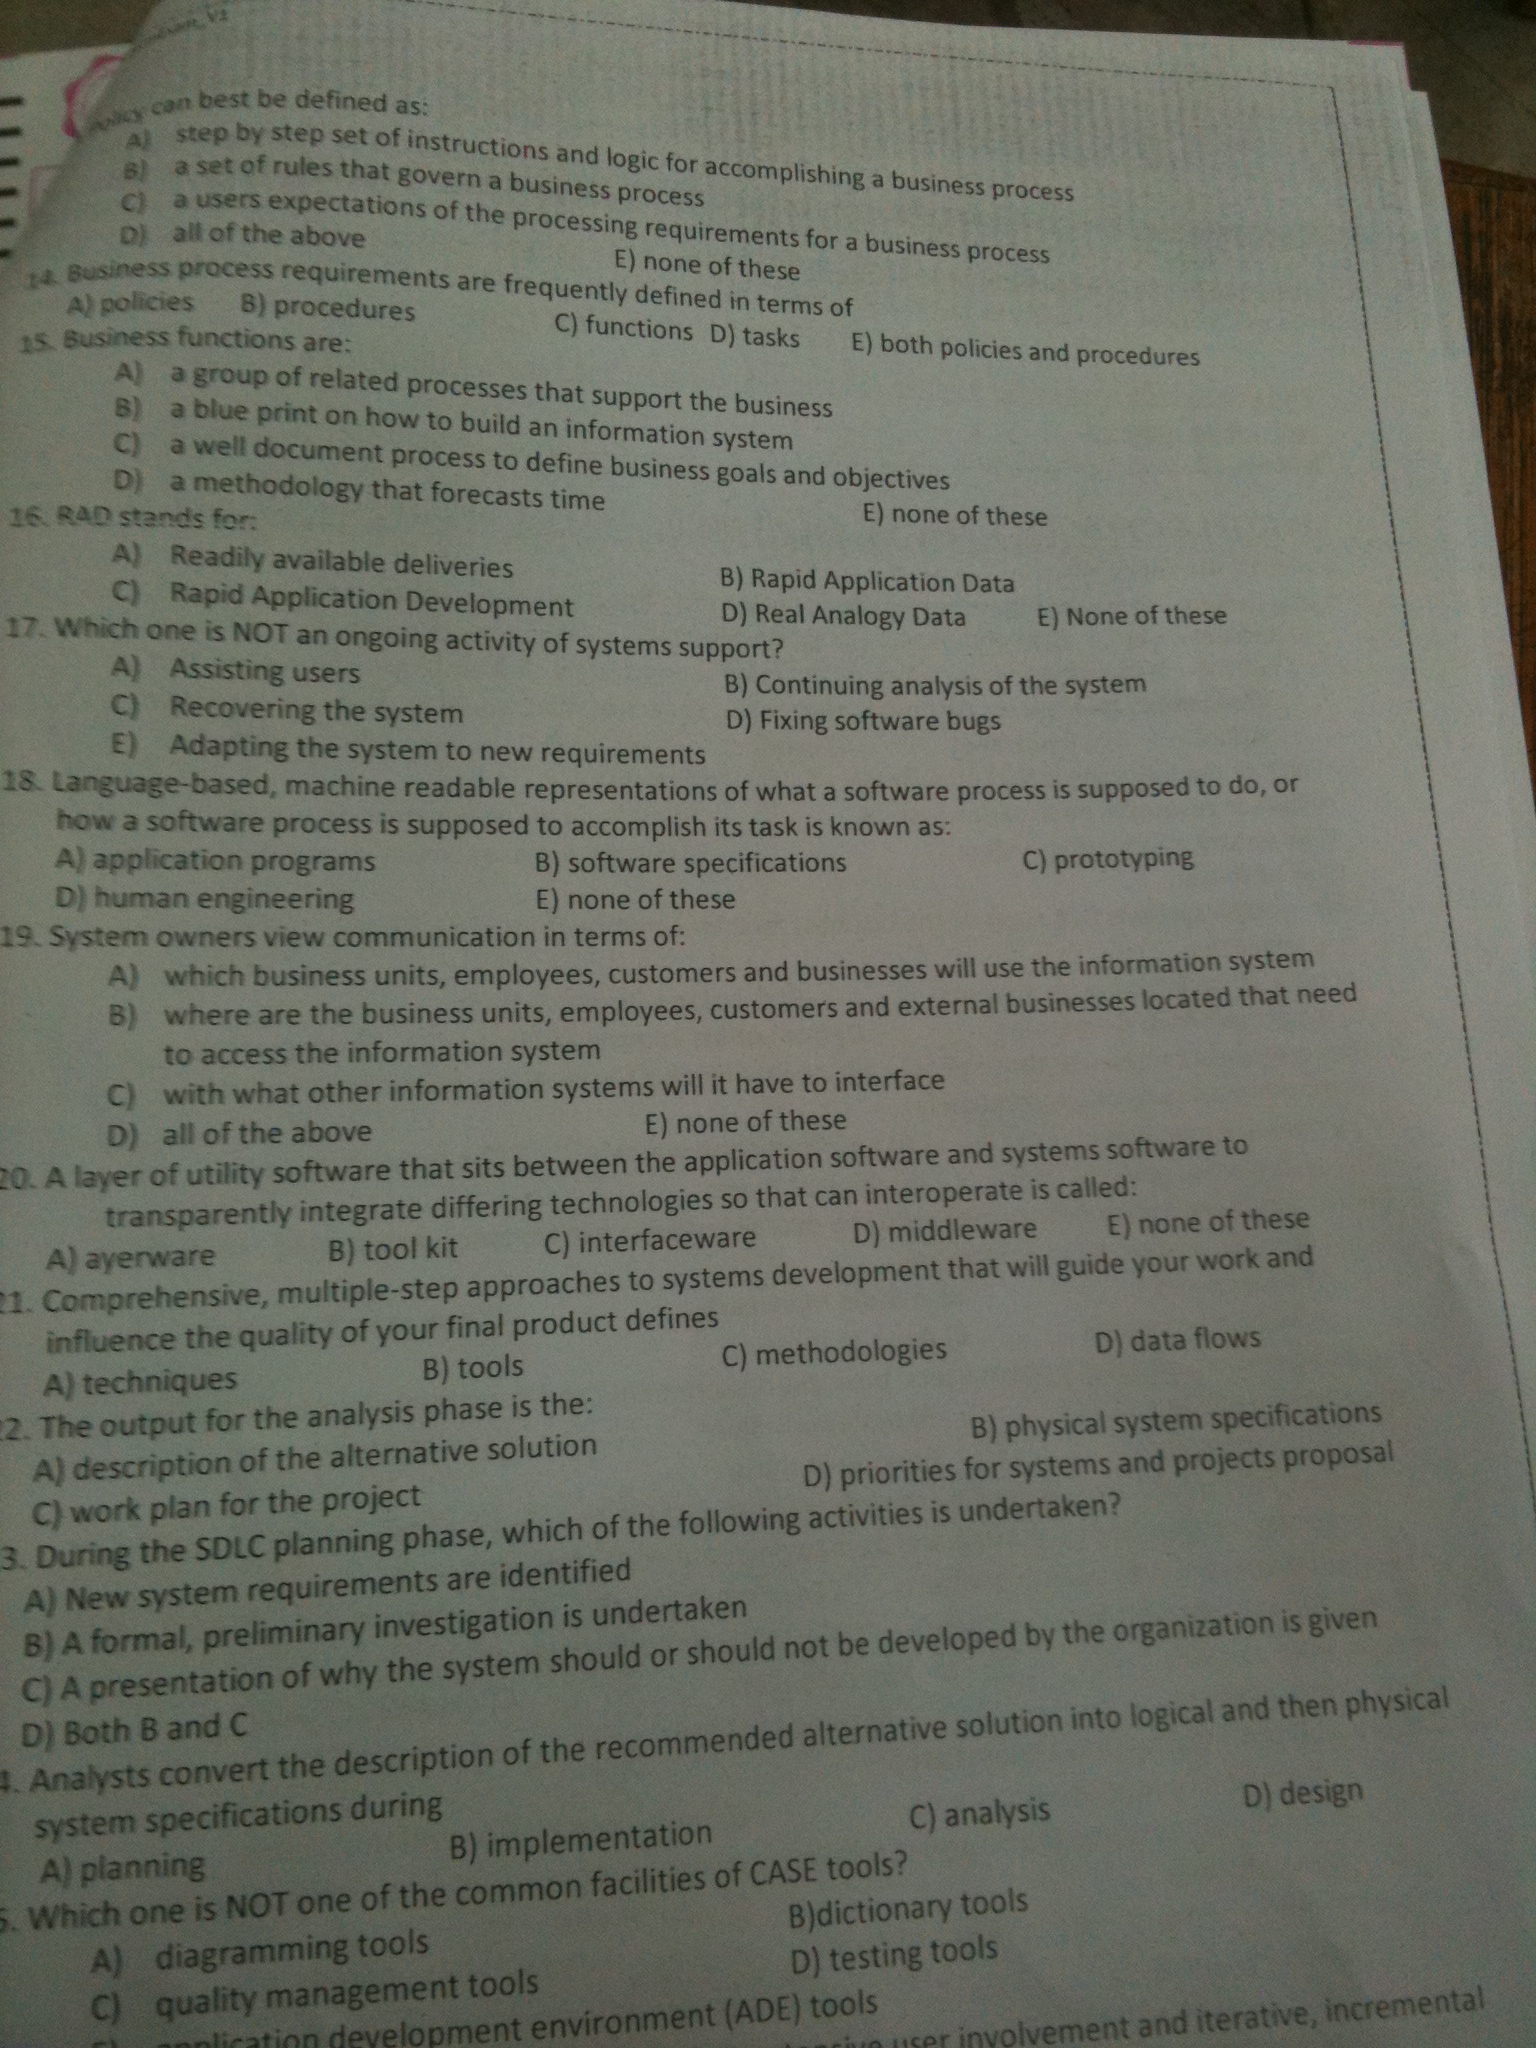 can best be defined as:
A) step by step set of instructions and logic for accomplishing a business process
B) a set of rules that govern a business process
C) a users expectations of the processing requirements for a business process
D) all of the above E) none of these
14. Business process requirements are frequently defined in terms of
A) policies B) procedures C) functions D) tasks E) both policies and procedures
15. Business functions are:
A) a group of related processes that support the business
B) a blue print on how to build an information system
C) a well document process to define business goals and objectives
D) a methodology that forecasts time E) none of these
16. RAD stands for:
A) Readily available deliveries B) Rapid Application Data
C) Rapid Application Development D) Real Analogy Data E) None of these
17. Which one is NOT an ongoing activity of systems support?
A) Assisting users B) Continuing analysis of the system
C) Recovering the system D) Fixing software bugs
E) Adapting the system to new requirements
18. Language-based, machine readable representations of what a software process is supposed to do, or
how a software process is supposed to accomplish its task is known as:
A) application programs B) software specifications C) prototyping
D) human engineering E) none of these
19. System owners view communication in terms of:
A) which business units, employees, customers and businesses will use the information system
B) where are the business units, employees, customers and external businesses located that need
to access the information system
C) with what other information systems will it have to interface
D) all of the above E) none of these
20. A layer of utility software that sits between the application software and systems software to
transparently integrate differing technologies so that can interoperate is called:
A) ayerware B) tool kit C) interfaceware D) middleware E) none of these
21. Comprehensive, multiple-step approaches to systems development that will guide your work and
influence the quality of your final product defines
A) techniques B) tools C) methodologies D) data flows
2. The output for the analysis phase is the:
A) description of the alternative solution B) physical system specifications
C) work plan for the project D) priorities for systems and projects proposal
3. During the SDLC planning phase, which of the following activities is undertaken?
A) New system requirements are identified
B) A formal, preliminary investigation is undertaken
C) A presentation of why the system should or should not be developed by the organization is given
D) Both B and C
4. Analysts convert the description of the recommended alternative solution into logical and then physical
system specifications during
A) planning B) implementation C) analysis D) design
5. Which one is NOT one of the common facilities of CASE tools?
A) diagramming tools B)dictionary tools
C) quality management tools D) testing tools
application development environment (ADE) tools
user involvement and iterative, incremental